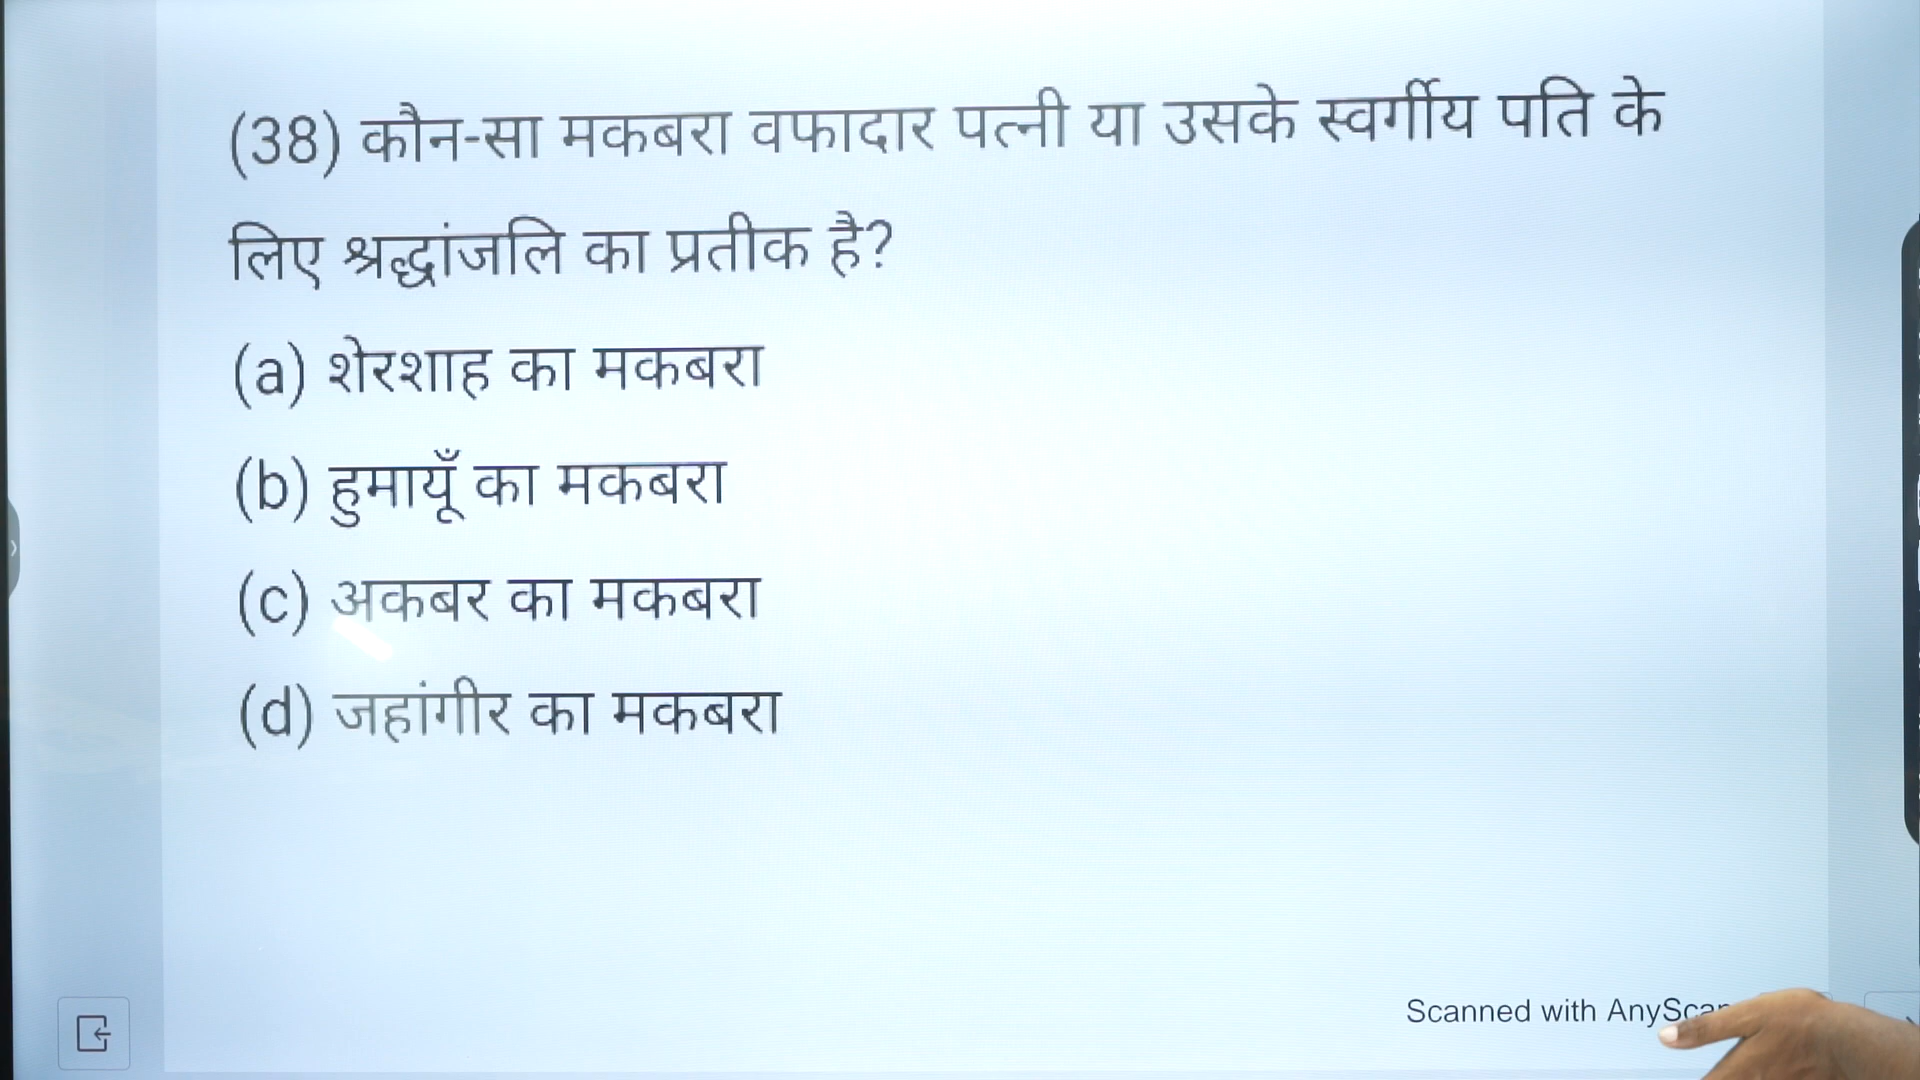 (38) कौन-सा मकबरा वफादार पत्नी या उसके स्वर्गीय पति के
लिए श्रद्धांजलि का प्रतीक है?
(a) शेरशाह का मकबरा
(b) हुमायूँ का मकबरा
(c) अकबर का मकबरा
(d) जहांगीर का मकबरा
Scanned with